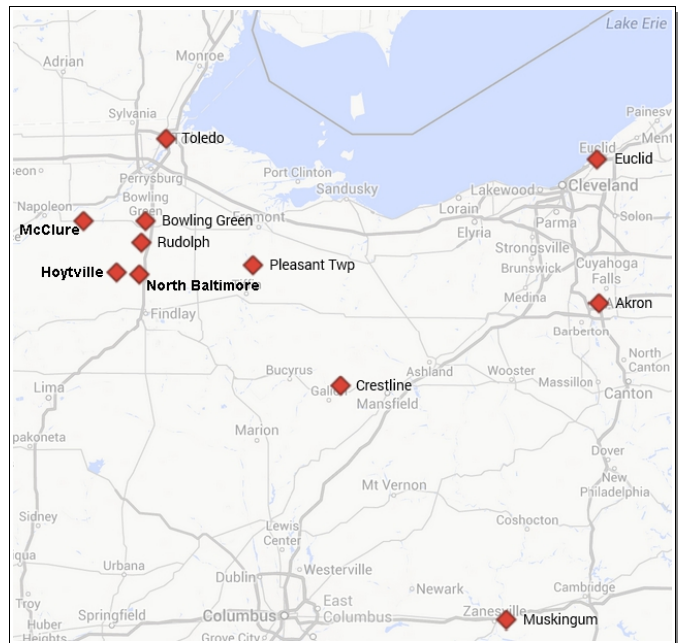 Lake Erie
Adrian
Monroe
Sylvania
Toledo
Painesv
Ment
Euclid
Euclid
Perrysburg
Port Clinton
Sandusky
Lakewood
Cleveland
Napoleon
Bowling
Green
Bowling Green
Fremont
Lorain
Elyria
Parma
Solon
McClure
Rudolph
Strongsville
Hoytville
North Baltimore
Pleasant Twp
Brunswick
Cuyahoga
Falls
Medina
Akron
Findlay
Barberton
North
Canton
Lima
Bucyrus
Crestline
Mansfield
Ashland
Wooster
Massillon
Canton
pakoneta
Marion
Dover
New
Philadelphia
Mt Vernon
Sidney
Coshocton
Lewis
Center
qua
Urbana
Dublin
Westerville
Newark
Cambridge
Troy
Huber
Heights
Springfield
Columbus
East
Columbus
Zanesville
Muskingum
Grove City